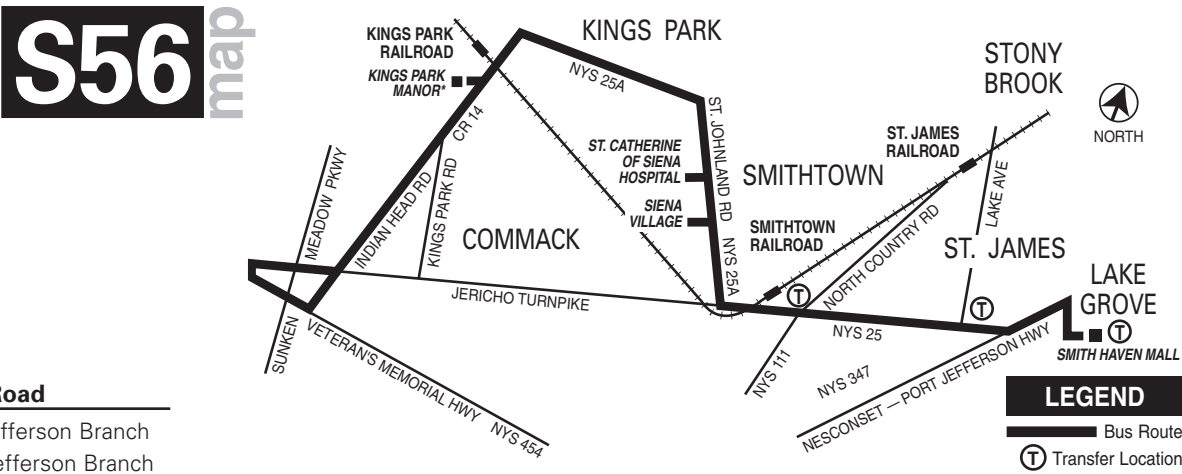 S56
map
KINGS PARK
RAILROAD
KINGS PARK
MANOR*
KINGS PARK
NYS 25A
CR 14
STONY
BROOK
NORTH
ST. JAMES
RAILROAD
ST. CATHERINE
OF SIENA
HOSPITAL
SIENA
VILLAGE
ST. JOHNLAND RD
NYS 25A
SMITHTOWN
SMITHTOWN
RAILROAD
MEADOW PKWY
SUNKEN
INDIAN HEAD RD
KINGS PARK RD
COMMACK
JERICHO TURNPIKE
NORTH COUNTRY RD
LAKE AVE
ST. JAMES
LAKE
GROVE
T
T
T
SMITH HAVEN MALL
NYS 25
NYS 111
NYS 347
NESCONSET — PORT JEFFERSON HWY
VETERAN'S MEMORIAL HWY NYS 454
LEGEND
Bus Route
T Transfer Location
Road
fferson Branch
efferson Branch